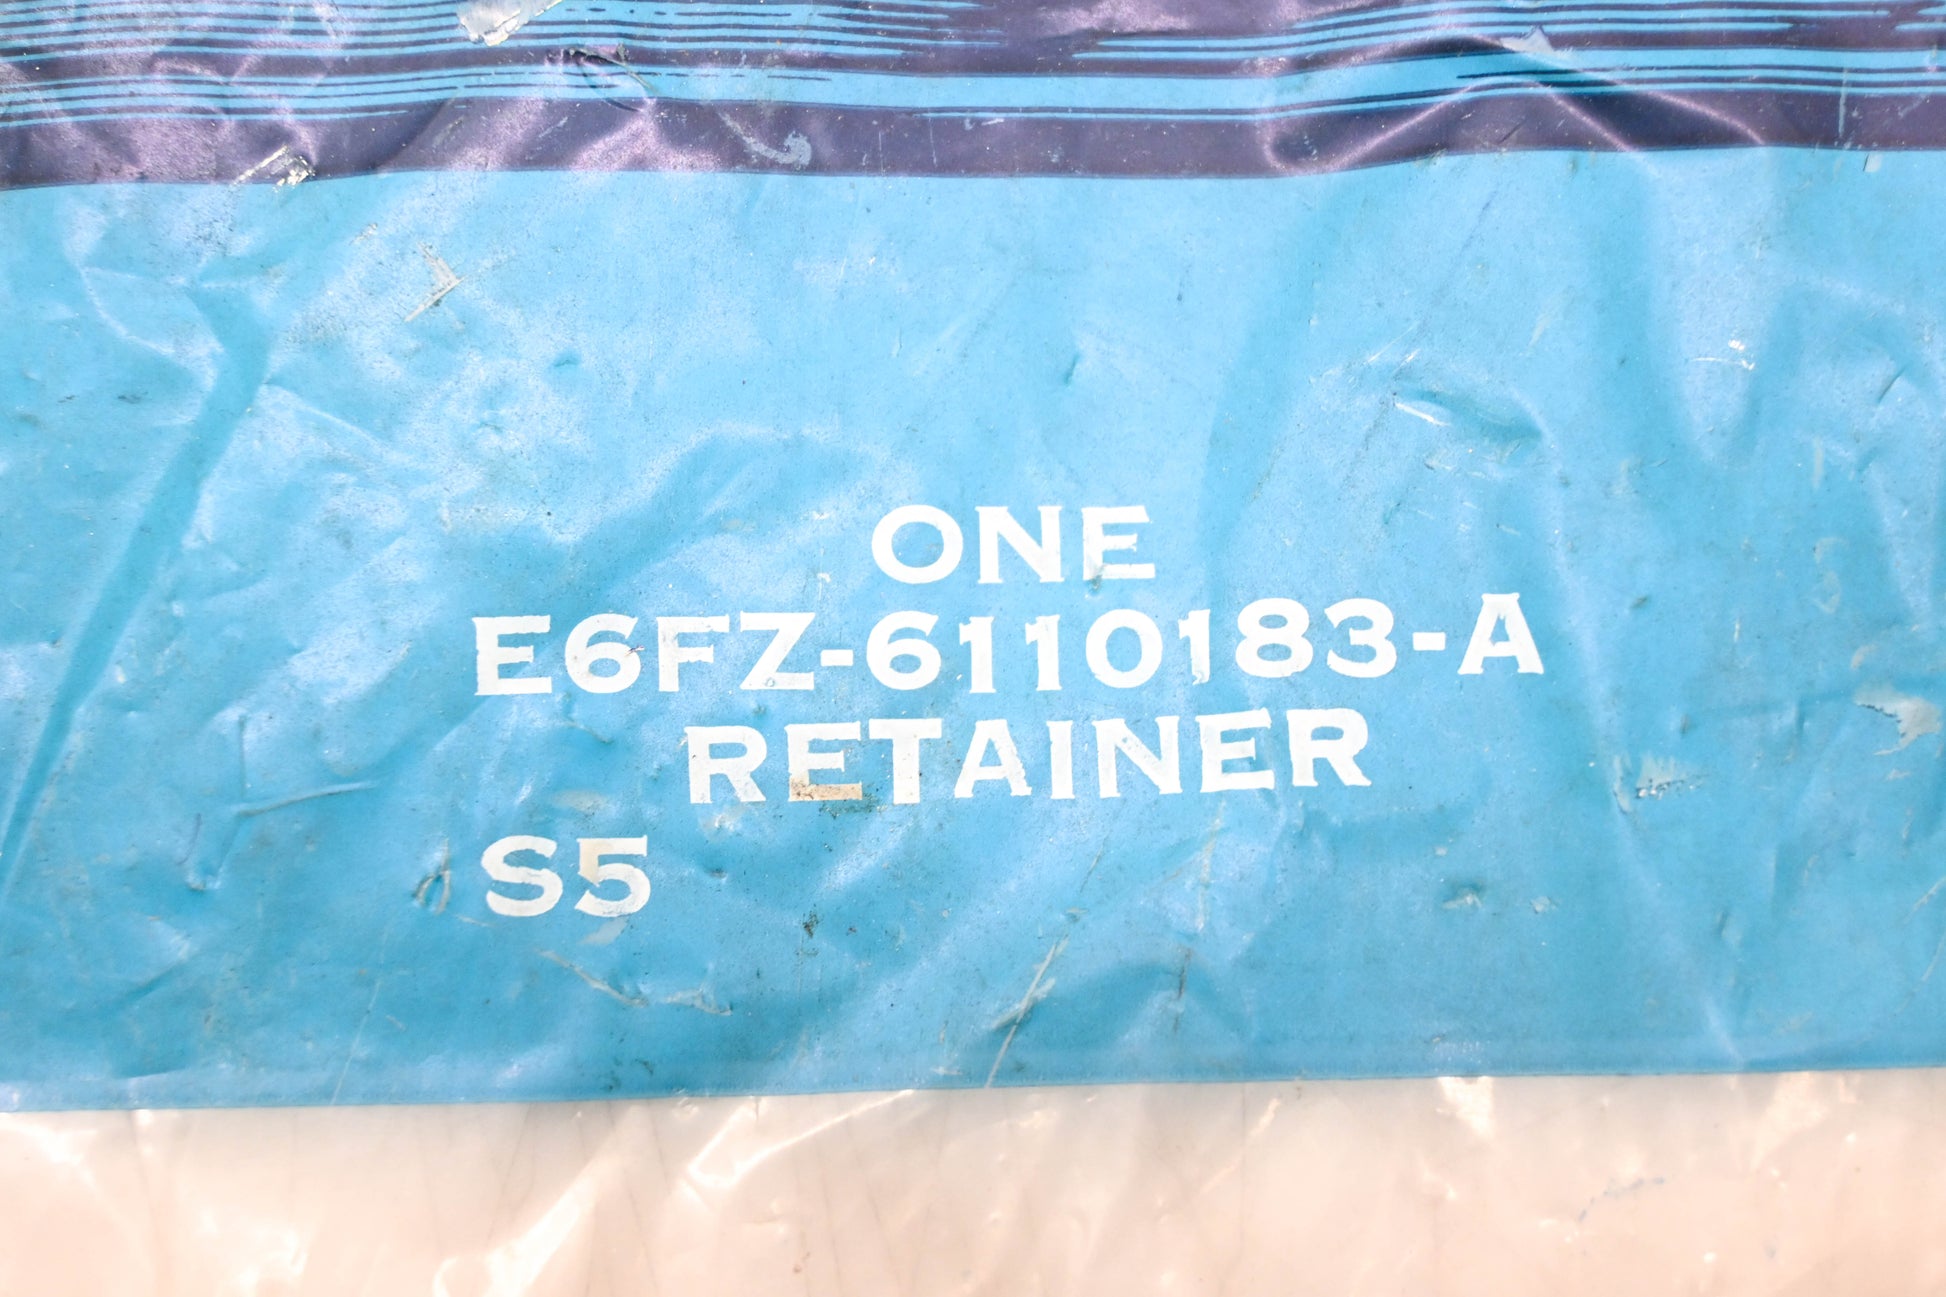 ONE
E6FZ-6110183-A
RETAINER
S5